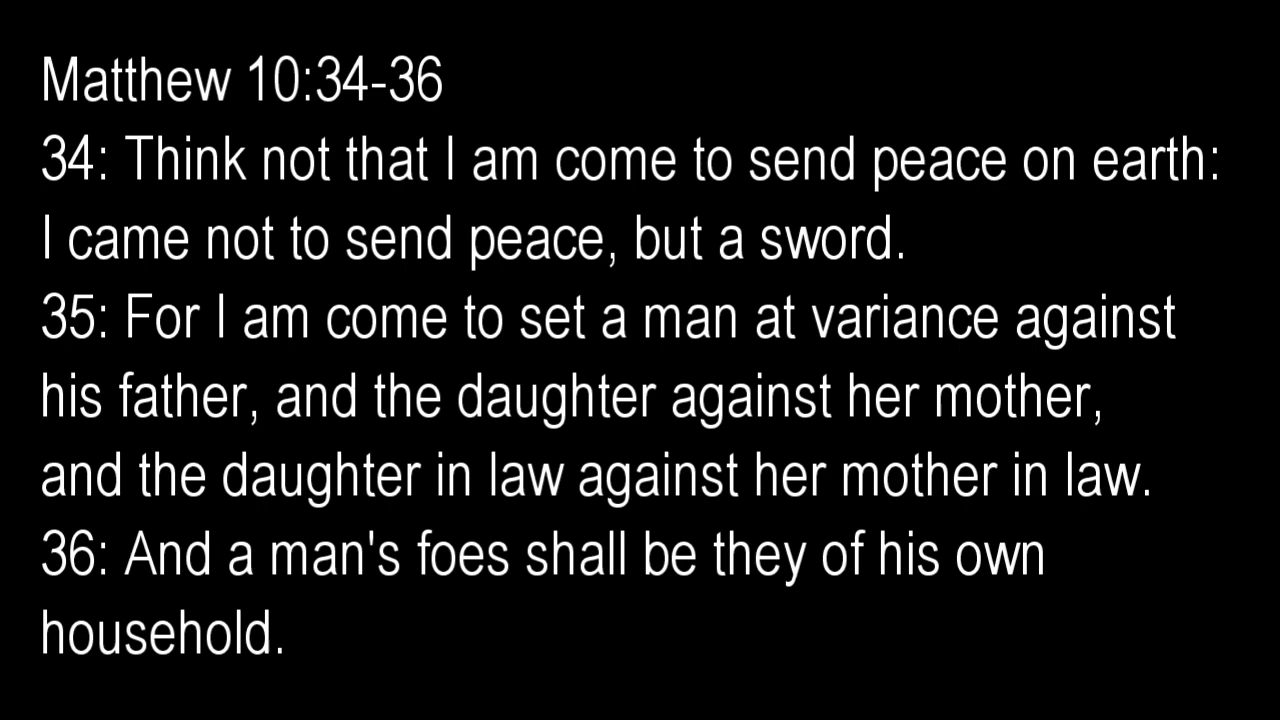 Matthew 10:34-36
34: Think not that I am come to send peace on earth:
I came not to send peace, but a sword.
35: For I am come to set a man at variance against
his father, and the daughter against her mother,
and the daughter in law against her mother in law.
36: And a man's foes shall be they of his own
household.